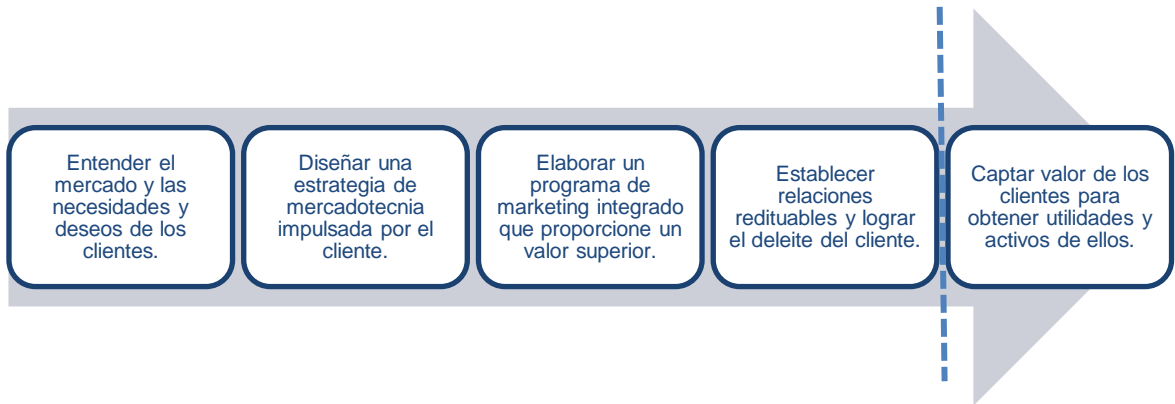 Entender el
mercado y las
necesidades y
deseos de los
clientes.
Diseñar una
estrategia de
mercadotecnia
impulsada por el
cliente.
Elaborar un
programa de
marketing integrado
que proporcione un
valor superior.
Establecer
relaciones
redituables y lograr
el deleite del cliente.
Captar valor de los
clientes para
obtener utilidades y
activos de ellos.